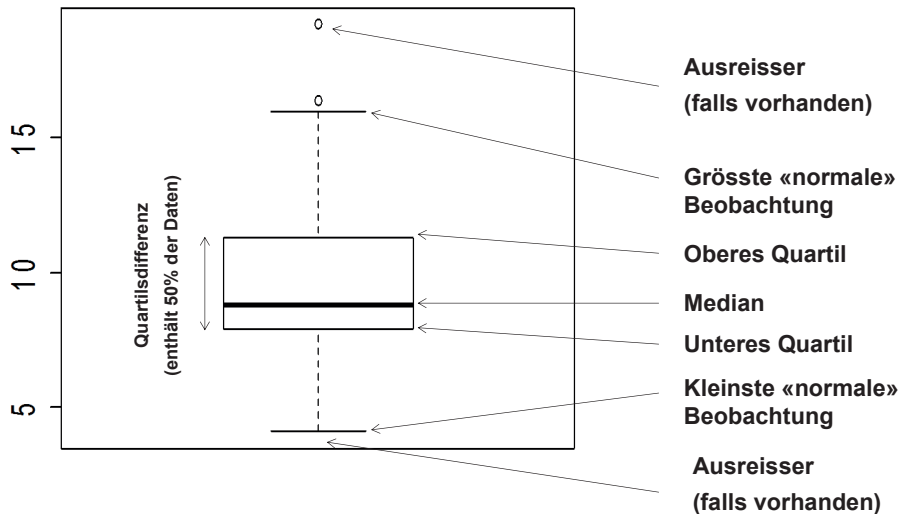 Ausreisser
(falls vorhanden)
15
Grösste «normale»
Beobachtung
Quartilsdifferenz
(enthält 50% der Daten)
Oberes Quartil
10
Median
Unteres Quartil
Kleinste «normale»
Beobachtung
5
Ausreisser
(falls vorhanden)